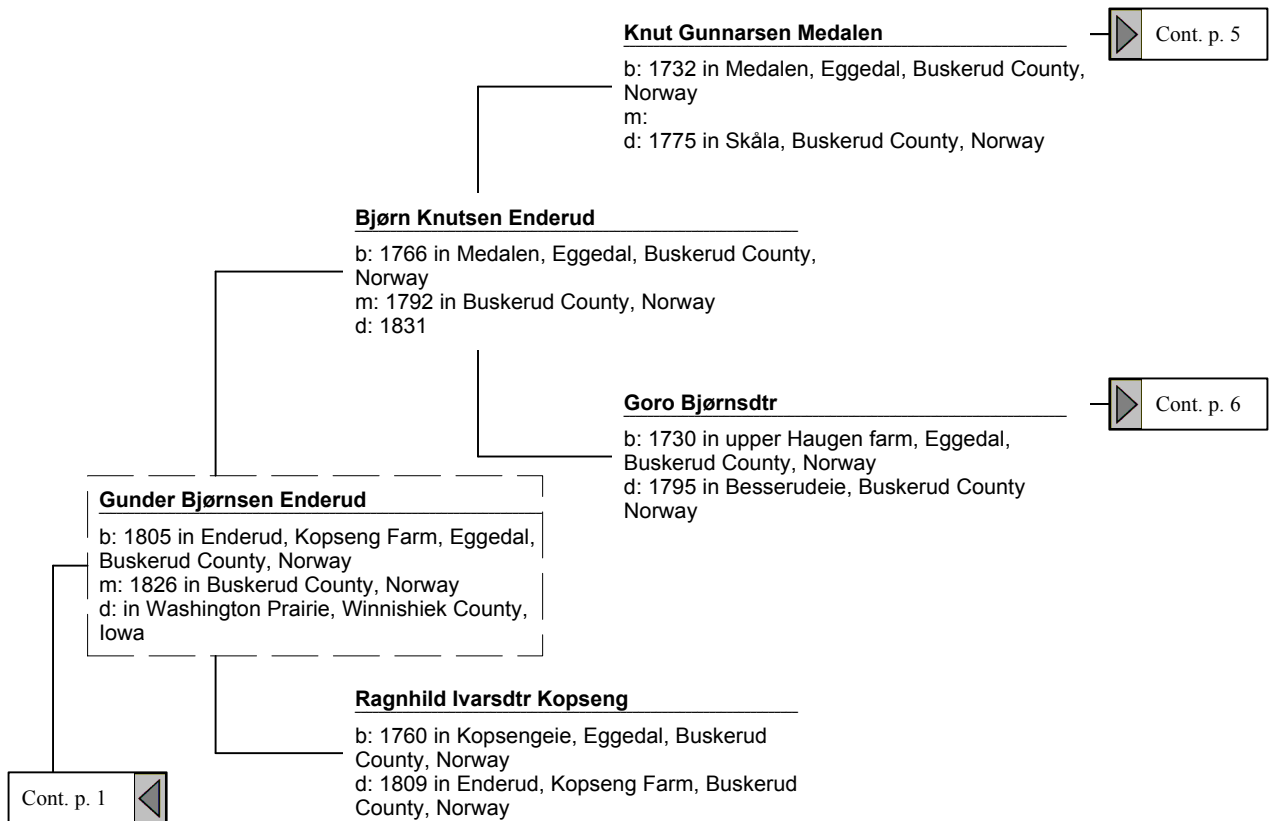 Knut Gunnarsen Medalen
b: 1732 in Medalen, Eggedal, Buskerud County,
Norway
m:
d: 1775 in Skåla, Buskerud County, Norway
Cont. p. 5
Bjørn Knutsen Enderud
b: 1766 in Medalen, Eggedal, Buskerud County,
Norway
m: 1792 in Buskerud County, Norway
d: 1831
Goro Bjørnsdtr
b: 1730 in upper Haugen farm, Eggedal,
Buskerud County, Norway
d: 1795 in Besserudeie, Buskerud County
Norway
Cont. p. 6
Gunder Bjørnsen Enderud
b: 1805 in Enderud, Kopseng Farm, Eggedal,
Buskerud County, Norway
m: 1826 in Buskerud County, Norway
d: in Washington Prairie, Winnishiek County,
Iowa
Ragnhild Ivarsdtr Kopseng
b: 1760 in Kopsengeie, Eggedal, Buskerud
County, Norway
d: 1809 in Enderud, Kopseng Farm, Buskerud
County, Norway
Cont. p. 1